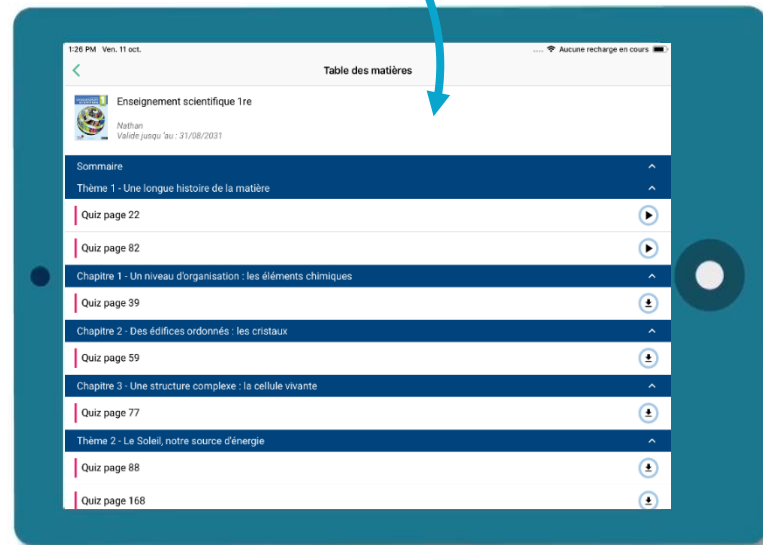 1:26 PM Ven. 11 oct.
.... Aucune recharge en cours
Table des matières
Enseignement scientifique 1re
Nathan
Valide jusqu 'au : 31/08/2031
Sommaire
Thème 1 - Une longue histoire de la matière
Quiz page 22
Quiz page 82
Chapitre 1 - Un niveau d'organisation : les éléments chimiques
Quiz page 39
Chapitre 2 - Des édifices ordonnés : les cristaux
Quiz page 59
Chapitre 3 - Une structure complexe : la cellule vivante
Quiz page 77
Thème 2 - Le Soleil, notre source d'énergie
Quiz page 88
Quiz page 168